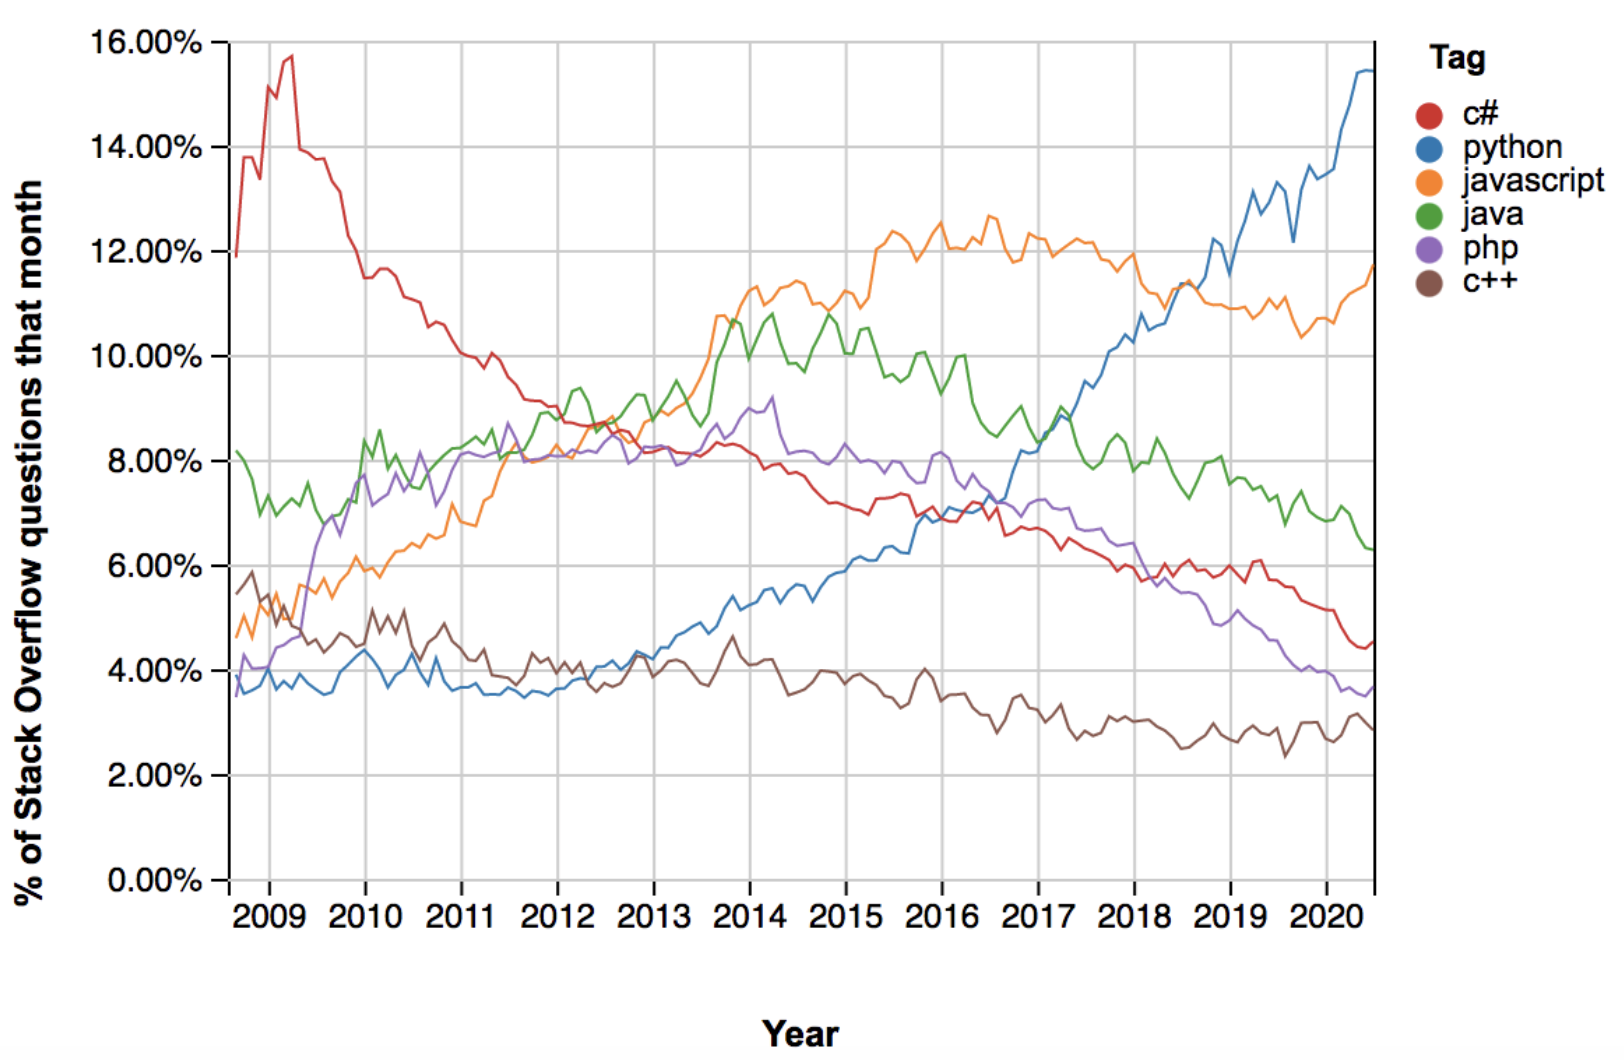 % of Stack Overflow questions that month
16.00%
14.00%
12.00%
10.00%
8.00%
6.00%
4.00%
2.00%
0.00%
2009 2010 2011 2012 2013 2014 2015 2016 2017 2018 2019 2020
Year
Tag
c#
python
javascript
java
php
c++